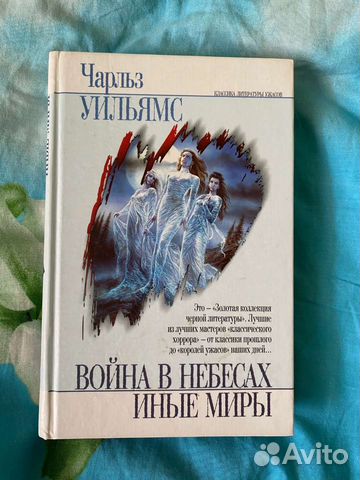 Чарльз
УИЛЬЯМС
КЛАССИКА ЛИТЕРАТУРЫ УЖАСОВ
Это – «Золотая коллекция
черной литературы». Лучшие
из лучших мастеров «классического
хоррора» – от классики прошлого
до «королей ужасов» наших дней...
ВОЙНА В НЕБЕСАХ
ИНЫЕ МИРЫ
Avito